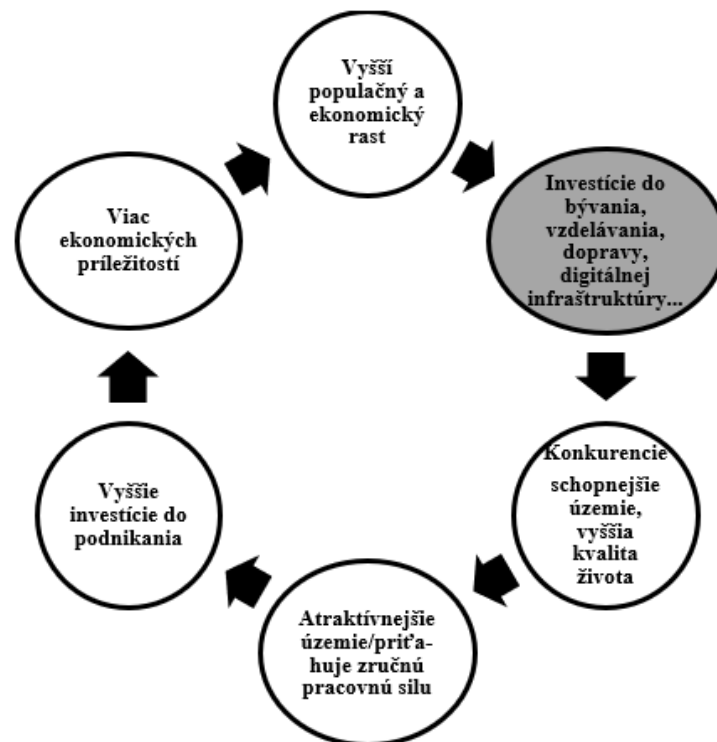 Vyšší
populačný a
ekonomický
rast
Investície do
bývania,
vzdelávania,
dopravy,
digitálnej
infraštruktúry...
Konkurencie
schopnejšie
územie,
vyššia
kvalita
života
Atraktívnejšie
územie/priťa-
huje zručnú
pracovnú silu
Vyššie
investície do
podnikania
Viac
ekonomických
príležitostí